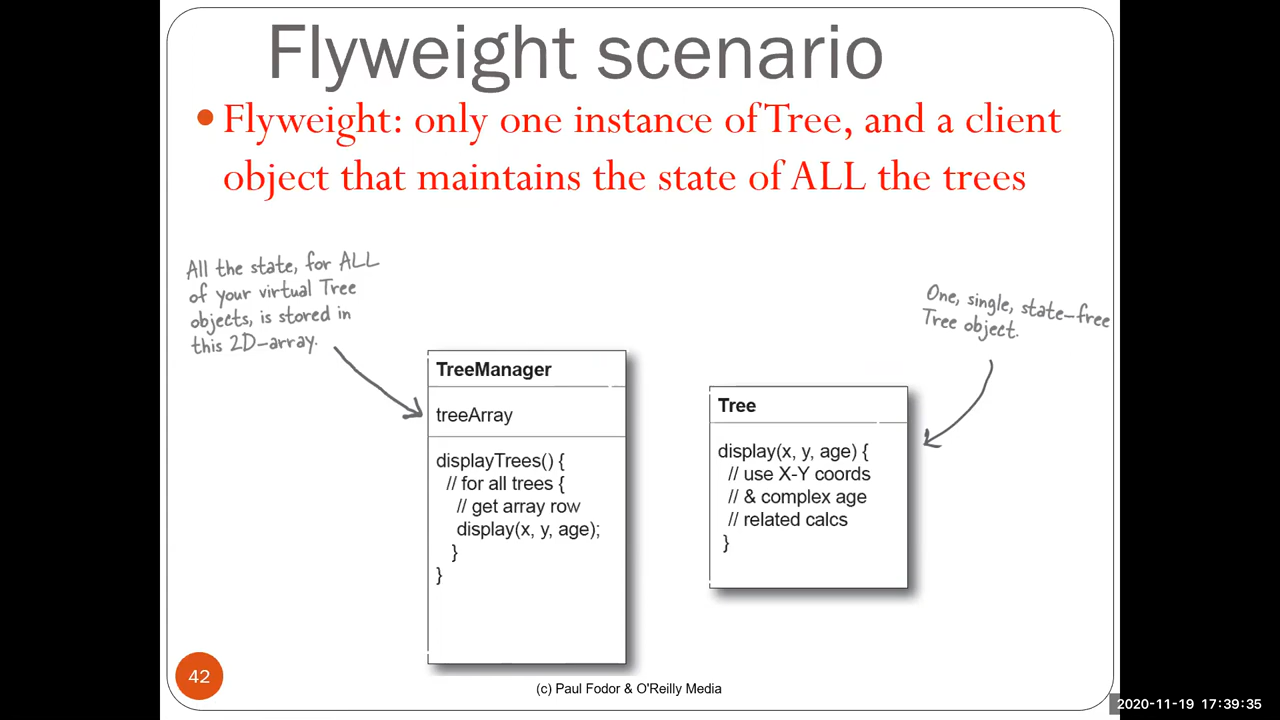 Flyweight scenario
• Flyweight: only one instance of Tree, and a client
object that maintains the state of ALL the trees
All the state, for ALL
of your virtual Tree
objects, is stored in
this 2D-array.
One, single, state-free
Tree object.
TreeManager
treeArray
displayTrees() {
// for all trees {
// get array row
display(x, y, age);
}
}
Tree
display(x, y, age) {
// use X-Y coords
// & complex age
// related calcs
}
42
(c) Paul Fodor & O'Reilly Media
2020-11-19 17:39:35